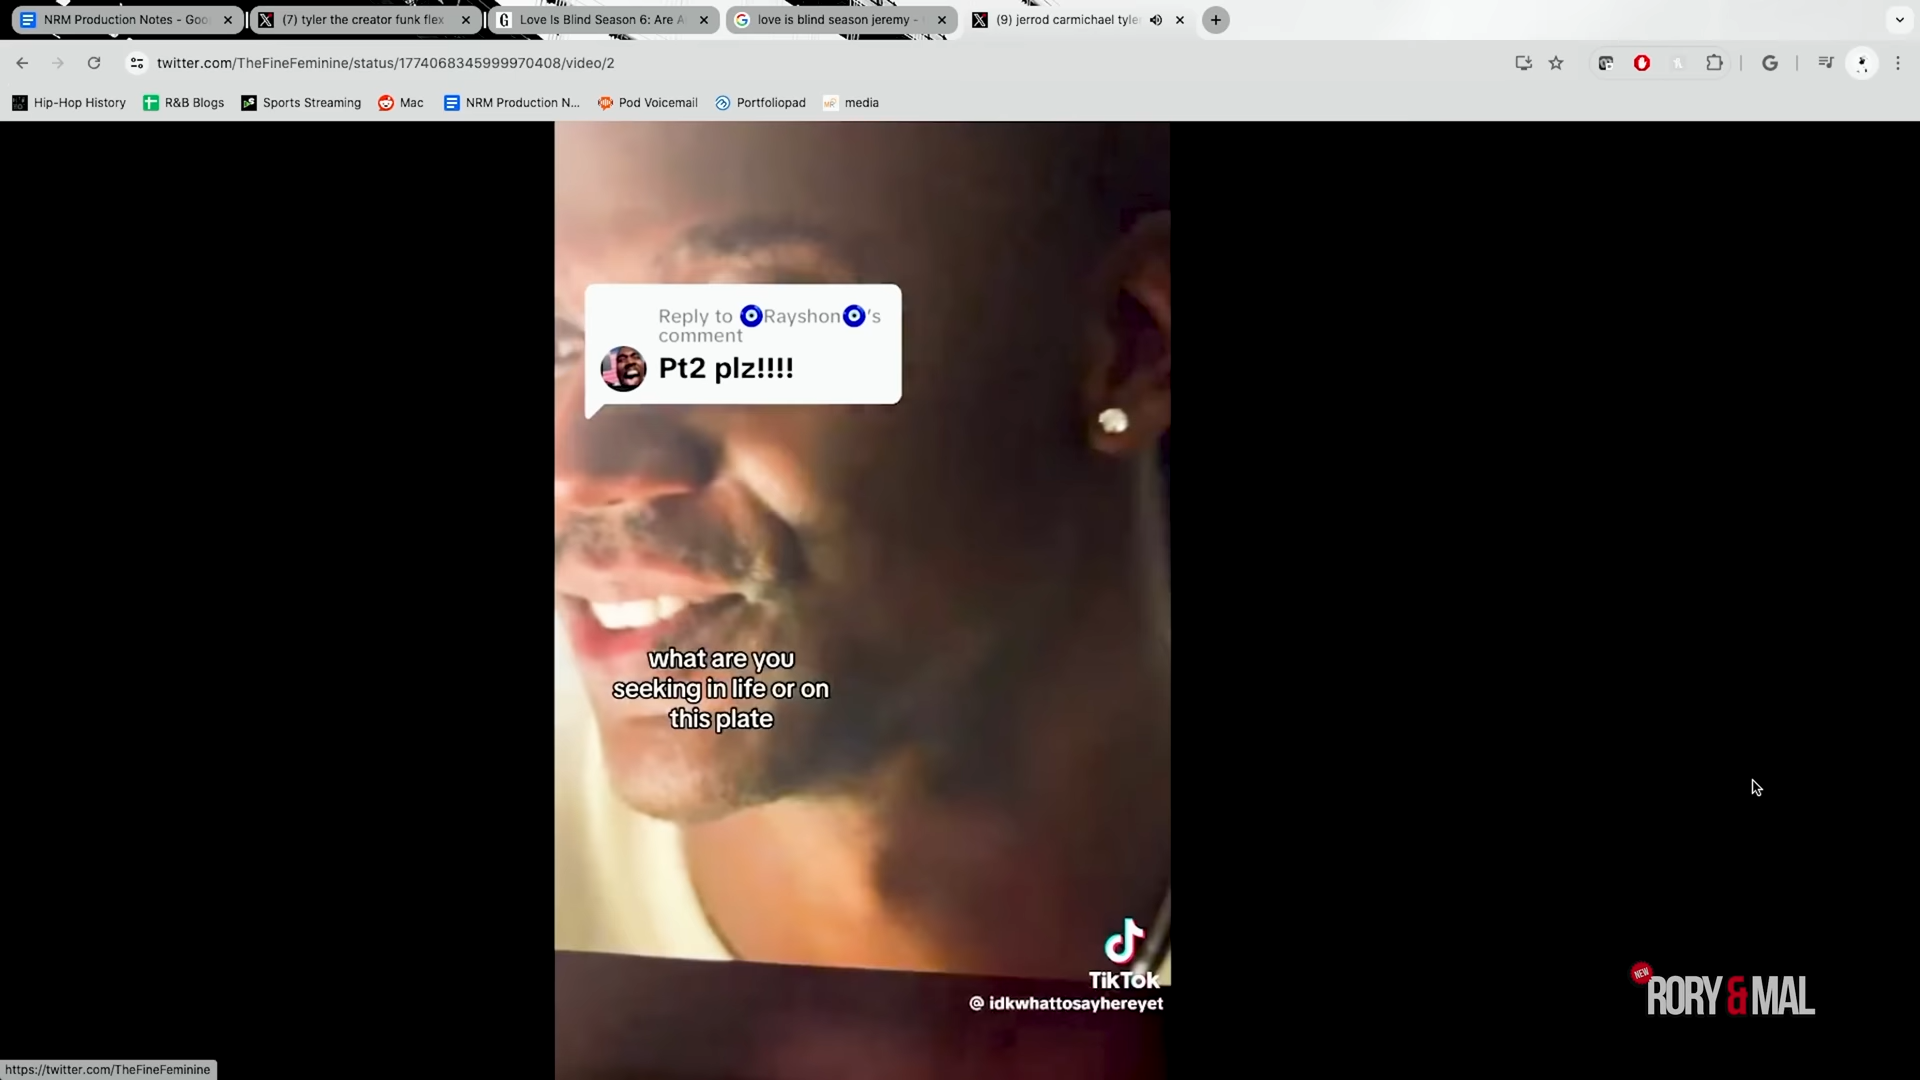 NRM Production Notes - Goo
(7) tyler the creator funk flex
Love Is Blind Season 6: Are A
love is blind season jeremy -
(9) jerrod carmichael tyle
twitter.com/TheFineFeminine/status/1774068345999970408/video/2
Hip-Hop History
R&B Blogs
Sports Streaming
Mac
NRM Production N...
Pod Voicemail
Portfoliopad
media
Reply to 🧿Rayshon🧿's
comment
Pt2 plz!!!!
what are you
seeking in life or on
this plate
TikTok
@ idkwhattosayhereyet
NEW
RORY & MAL
https://twitter.com/TheFineFeminine